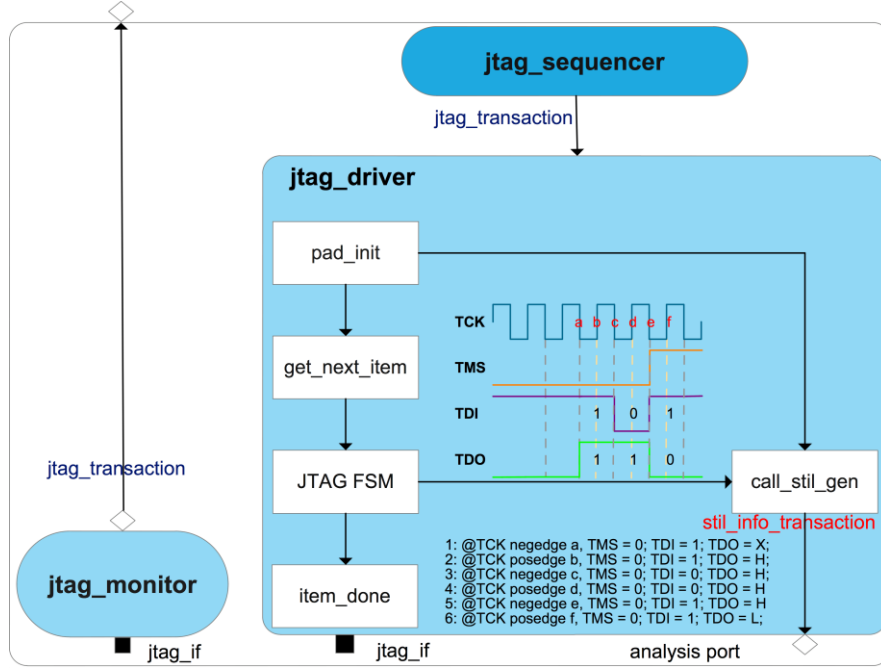 jtag_sequencer
jtag_transaction
jtag_driver
pad_init
TCK
a b c d e f
get_next_item
TMS
TDI
1 0 1
jtag_transaction
TDO
1 1 0
JTAG FSM
call_stil_gen
stil_info_transaction
1: @TCK negedge a, TMS = 0; TDI = 1; TDO = X;
2: @TCK posedge b, TMS = 0; TDI = 1; TDO = H;
3: @TCK negedge c, TMS = 0; TDI = 0; TDO = H;
4: @TCK posedge d, TMS = 0; TDI = 0; TDO = H
5: @TCK negedge e, TMS = 0; TDI = 1; TDO = H
6: @TCK posedge f, TMS = 0; TDI = 1; TDO = L;
jtag_monitor
item_done
jtag_if
jtag_if
analysis port